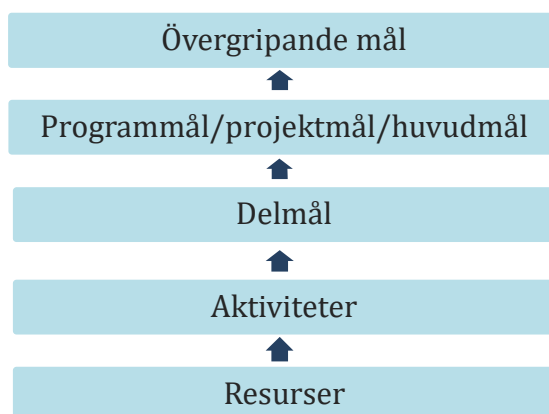 Övergripande mål
Programmål/projektmål/huvudmål
Delmål
Aktiviteter
Resurser